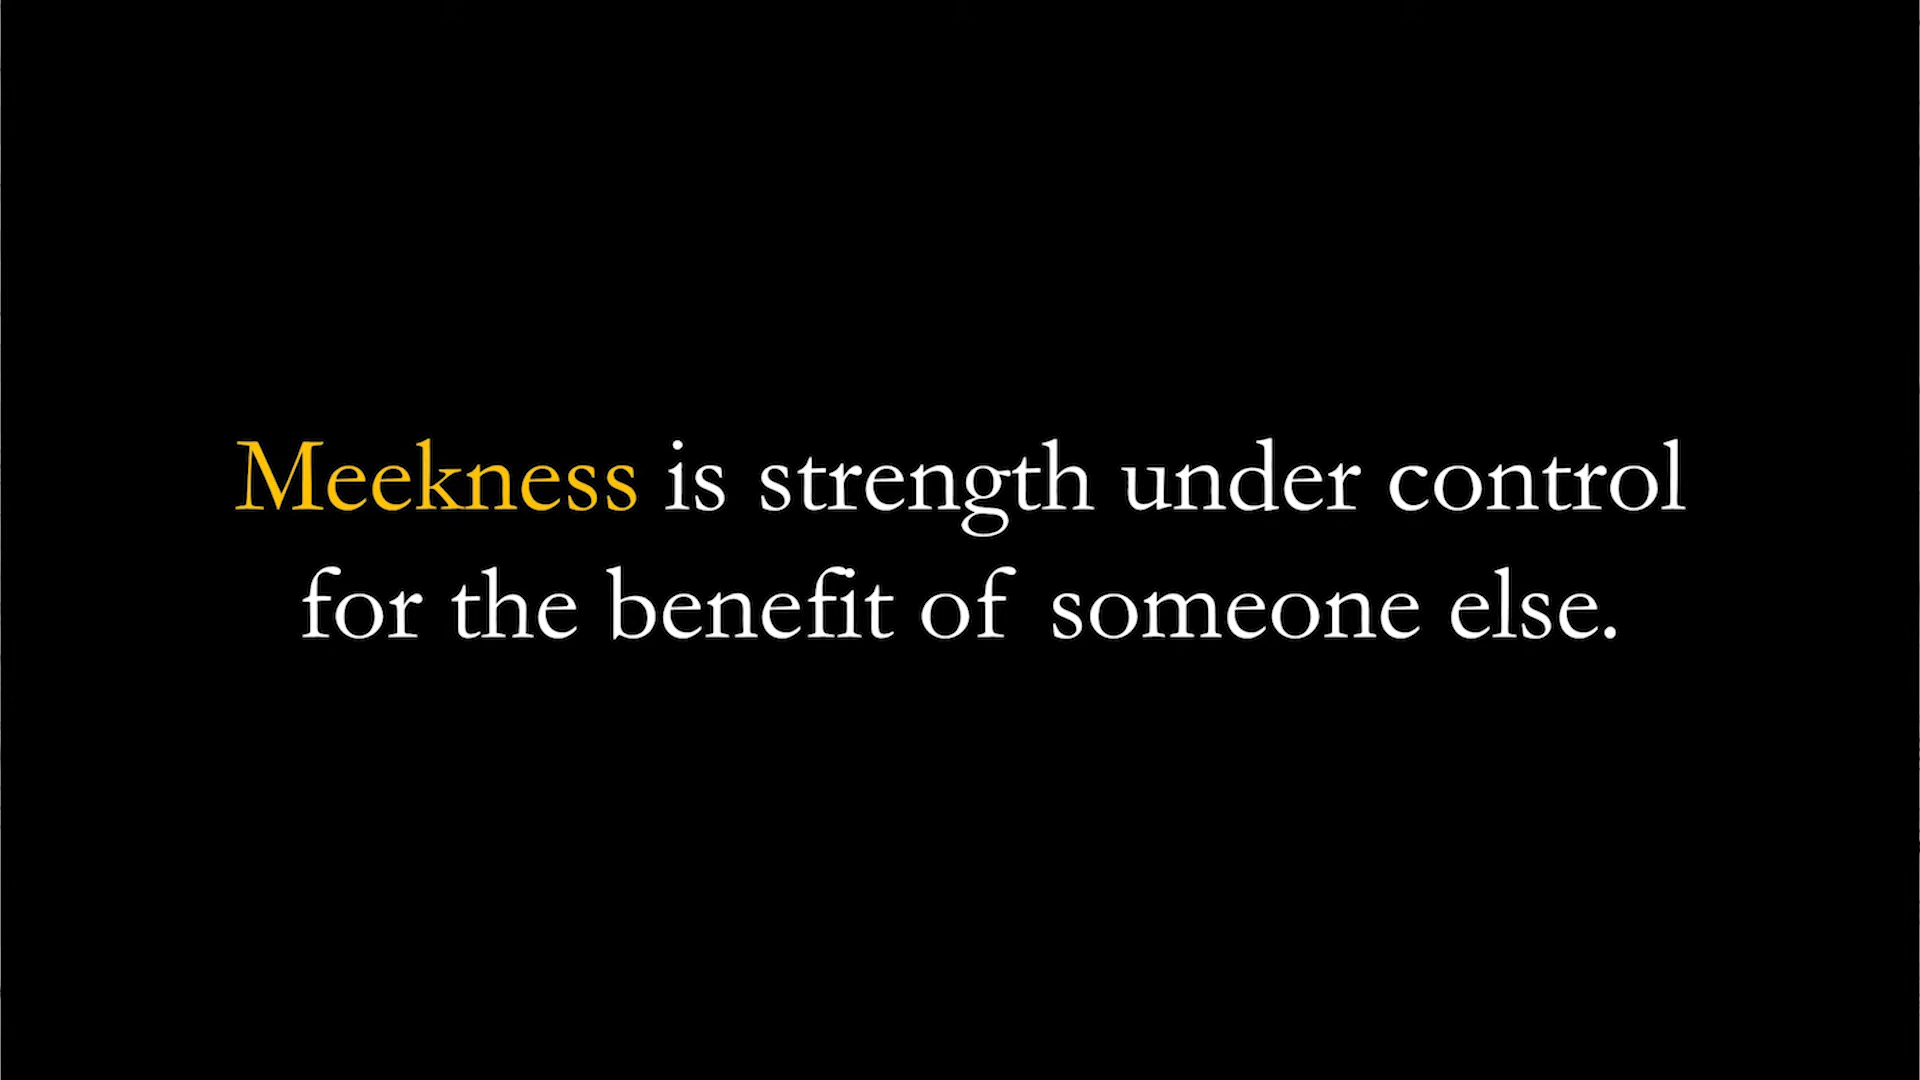 Meekness is strength under control
for the benefit of someone else.